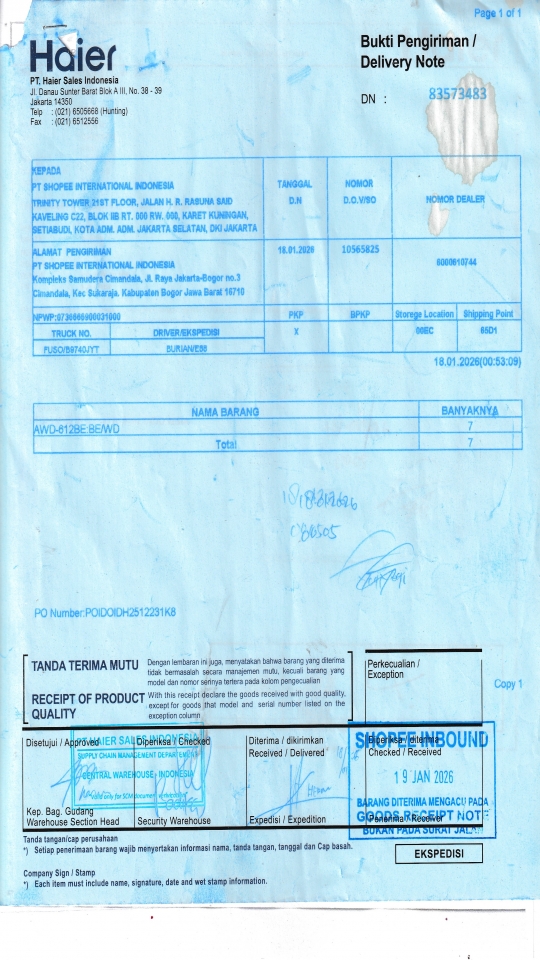 Page 1 of 1
Haier
Bukti Pengiriman /
Delivery Note
PT. Haier Sales Indonesia
Jl. Danau Sunter Barat Blok A III, No. 38 - 39
Jakarta 14350
Telp : (021) 6505668 (Hunting)
Fax : (021) 6512556
DN : 83573483
KEPADA
PT SHOPEE INTERNATIONAL INDONESIA
TRINITY TOWER 21ST FLOOR, JALAN H. R. RASUNA SAID
KAVELING C22, BLOK IIB RT. 000 RW. 000, KARET KUNINGAN,
SETIABUDI, KOTA ADM. ADM. JAKARTA SELATAN, DKI JAKARTA
TANGGAL
D.N
NOMOR
D.O.V/SO
NOMOR DEALER
ALAMAT PENGIRIMAN
PT SHOPEE INTERNATIONAL INDONESIA
Kompleks Samudera Cimandala, Jl. Raya Jakarta-Bogor no.3
Cimandala, Kec Sukaraja. Kabupaten Bogor Jawa Barat 16710
18.01.2026
10565825
6000610744
PKP BPKP Storege Location Shipping Point
TRUCK NO. DRIVER/EKSPEDISI X 00EC 85D1
18.01.2026(00:53:09)
NAMA BARANG BANYAKNYA
AWD-612BE:BE/WD 7
Total 7
PO Number:POIDOIDH2512231K8
TANDA TERIMA MUTU
Dengan lembaran ini juga, menyatakan bahwa barang yang diterima
tidak bermasalah secara manajemen mutu, kecuali barang yang
model dan nomor serinya tertera pada kolom pengecualian
RECEIPT OF PRODUCT
QUALITY
With this receipt declare the goods received with good quality,
except for goods that model and serial number listed on the
exception column
Perkecualian /
Exception
Copy 1
Disetujui / Approved
Diperiksa / Checked
Diterima / dikirimkan
Received / Delivered
Diperiksa / diterima
Checked / Received
PT HAIER SALES INDONESIA
SUPPLY CHAIN MANAGEMENT DEPARTMENT
CENTRAL WAREHOUSE - INDONESIA
SHOPEE INBOUND
19 JAN 2026
BARANG DITERIMA MENGACU PADA
GOODS RECEIPT NOTE
BUKAN PADA SURAT JALAN
Kep. Bag. Gudang
Warehouse Section Head
Security Warehouse
Expedisi / Expedition
Penerima / Receiver
Tanda tangan/cap perusahaan
*) Setiap penerimaan barang wajib menyertakan informasi nama, tanda tangan, tanggal dan Cap basah.
EKSPEDISI
Company Sign / Stamp
*) Each item must include name, signature, date and wet stamp information.